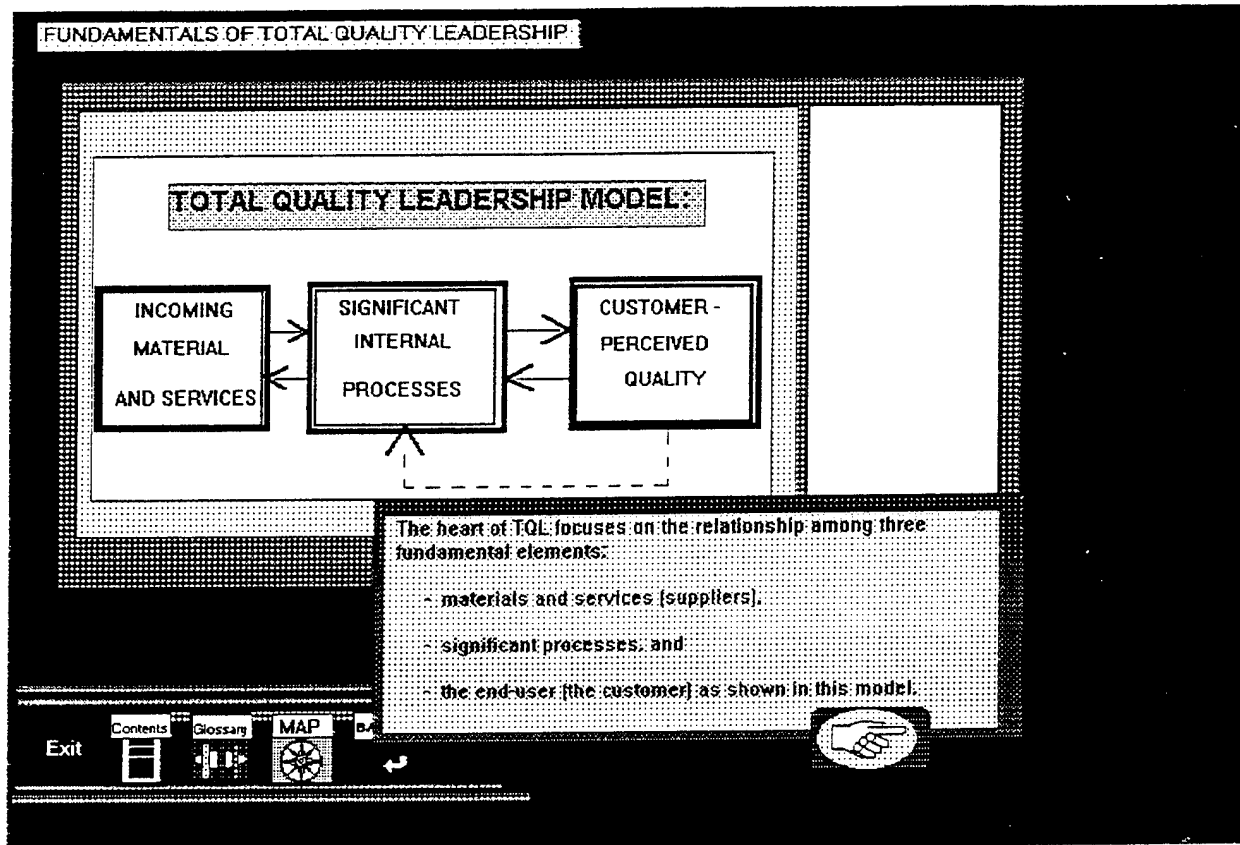 FUNDAMENTALS OF TOTAL QUALITY LEADERSHIP
TOTAL QUALITY LEADERSHIP MODEL:
INCOMING
MATERIAL
AND SERVICES
SIGNIFICANT
INTERNAL
PROCESSES
CUSTOMER -
PERCEIVED
QUALITY
The heart of TQL focuses on the relationship among three
fundamental elements:
- materials and services (suppliers),
- significant processes, and
- the end-user (the customer) as shown in this model.
Exit
Contents
Glossary
MAP